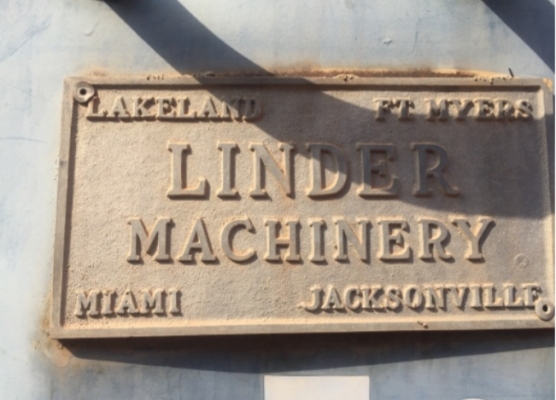 LAKELAND FT MYERS
LINDER
MACHINERY
MIAMI JACKSONVILLE